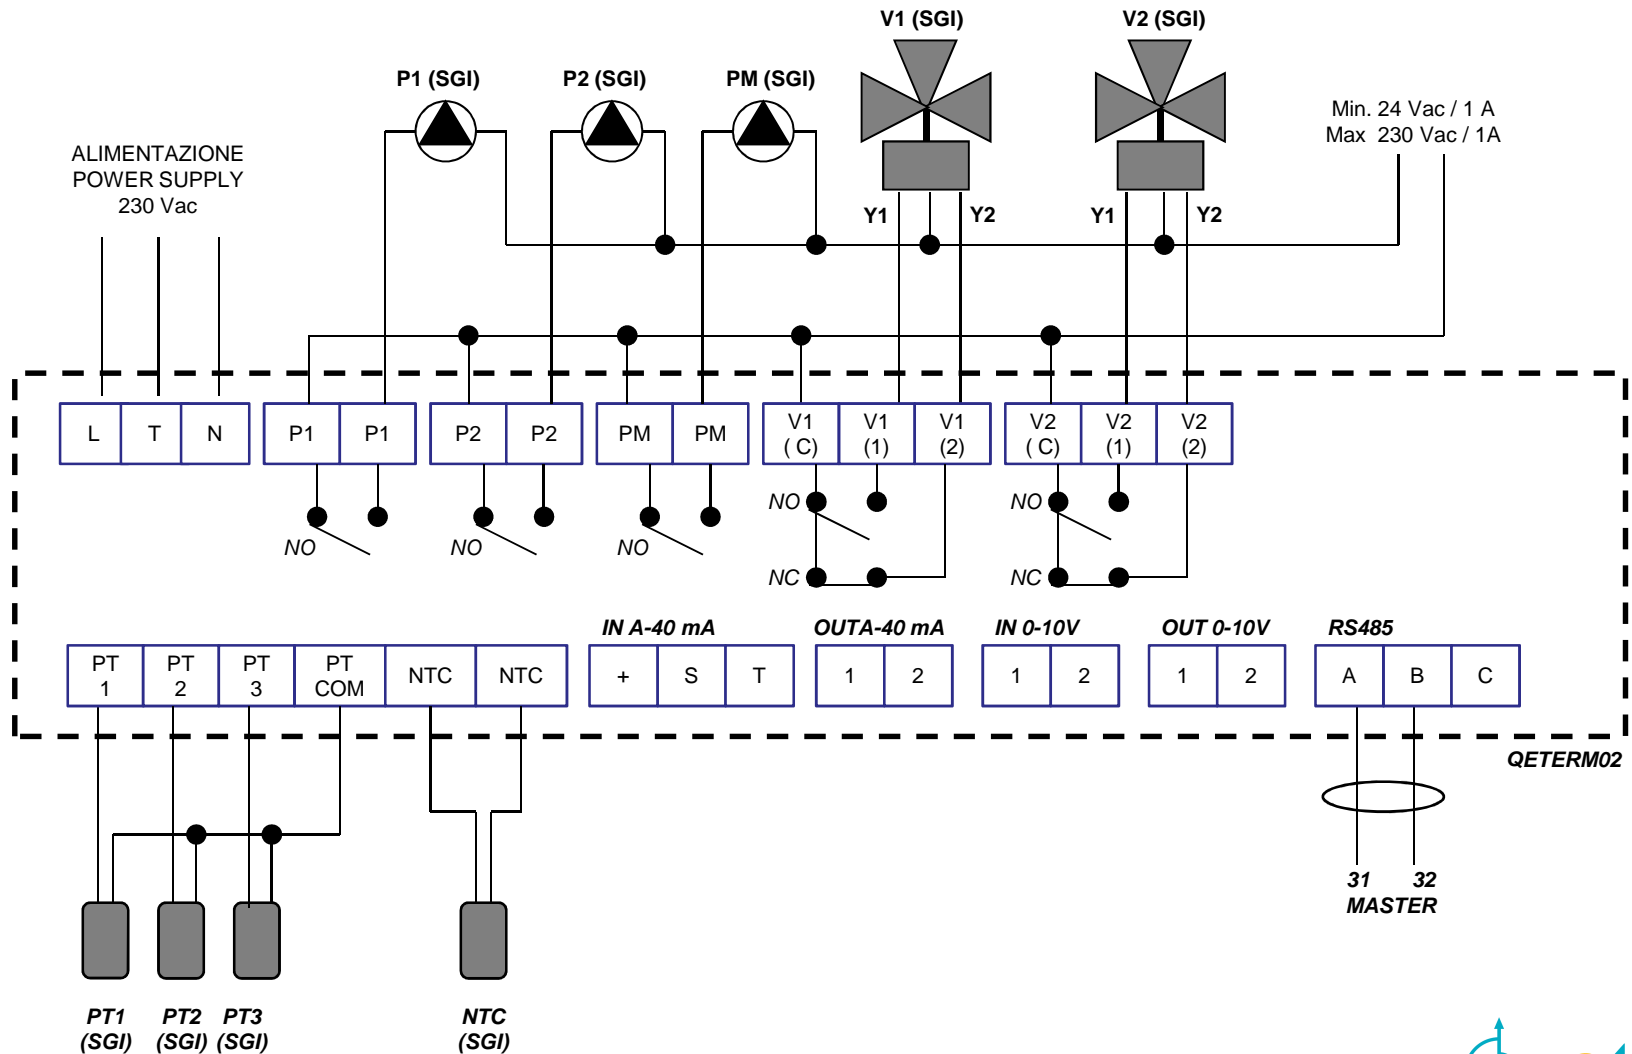 V1 (SGI)
V2 (SGI)
P1 (SGI)
P2 (SGI)
PM (SGI)
Min. 24 Vac / 1 A
Max 230 Vac / 1A
ALIMENTAZIONE
POWER SUPPLY
230 Vac
Y1
Y2
Y1
Y2
L
T
N
P1
P1
P2
P2
PM
PM
V1
( C)
V1
(1)
V1
(2)
V2
( C)
V2
(1)
V2
(2)
NO
NO
NO
NO
NC
NO
NC
IN A-40 mA
OUTA-40 mA
IN 0-10V
OUT 0-10V
RS485
PT
1
PT
2
PT
3
PT
COM
NTC
NTC
+
S
T
1
2
1
2
1
2
A
B
C
QETERM02
31
32
MASTER
PT1
(SGI)
PT2
(SGI)
PT3
(SGI)
NTC
(SGI)